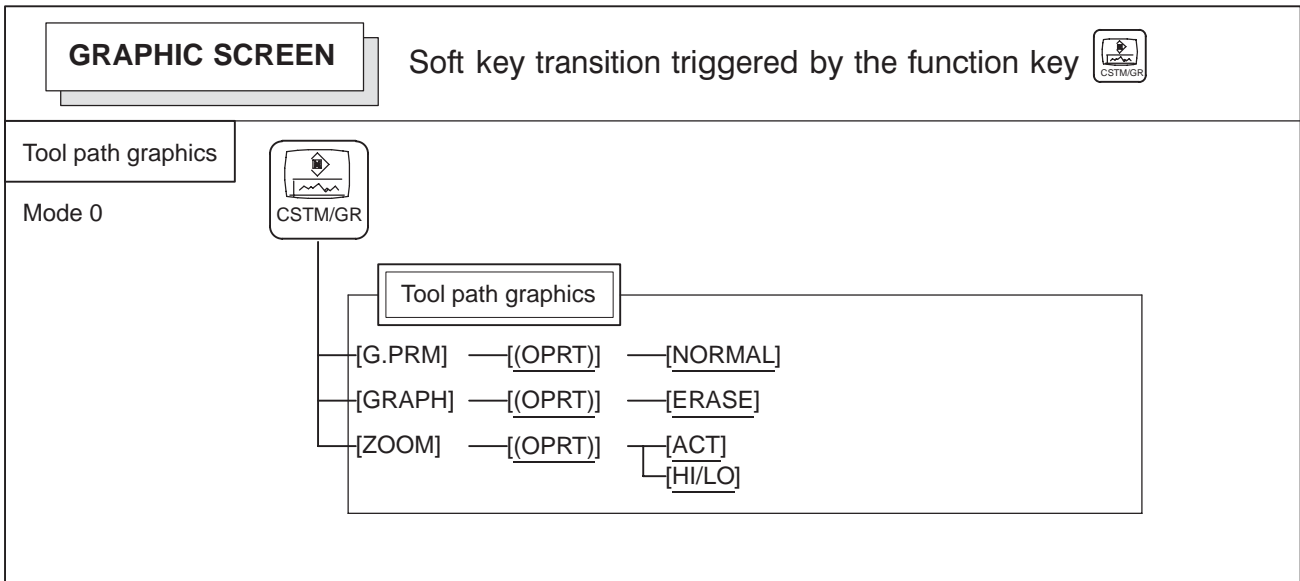 GRAPHIC SCREEN
Soft key transition triggered by the function key
CSTM/GR
Tool path graphics
Mode 0
M
CSTM/GR
Tool path graphics
[G.PRM] [(OPRT)] [NORMAL]
[GRAPH] [(OPRT)] [ERASE]
[ZOOM] [(OPRT)] [ACT]
[HI/LO]